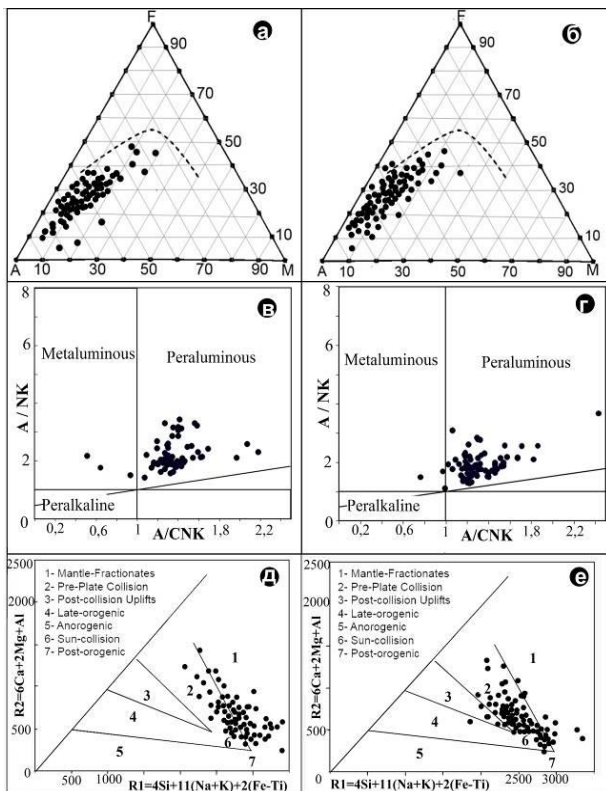 F
а
90
70
50
30
10
A
10
30
50
70
90
M
F
б
90
70
50
30
10
A
10
30
50
70
90
M
8
6
4
2
0
A / NK
в
Metaluminous
Peraluminous
Peralkaline
0,2
0,6
1
1,8
2,2
A/CNK
8
6
4
2
0
A / NK
г
Metaluminous
Peraluminous
Peralkaline
0,2
0,6
1
1,4
1,8
2,2
A/CNK
2500
2000
1500
1000
500
0
R2=6Ca+2Mg+Al
д
1- Mantle-Fractionates
2- Pre-Plate Collision
3- Post-collision Uplifts
4- Late-orogenic
5- Anorogenic
6- Sun-collision
7- Post-orogenic
1
2
3
4
5
6
7
500
1000
R1=4Si+11(Na+K)+2(Fe-Ti)
2500
2000
1500
1000
500
0
R2=6Ca+2Mg+Al
е
1- Mantle-Fractionates
2- Pre-Plate Collision
3- Post-collision Uplifts
4- Late-orogenic
5- Anorogenic
6- Sun-collision
7- Post-orogenic
1
2
3
4
5
6
7
2500
3000
R1=4Si+11(Na+K)+2(Fe-Ti)